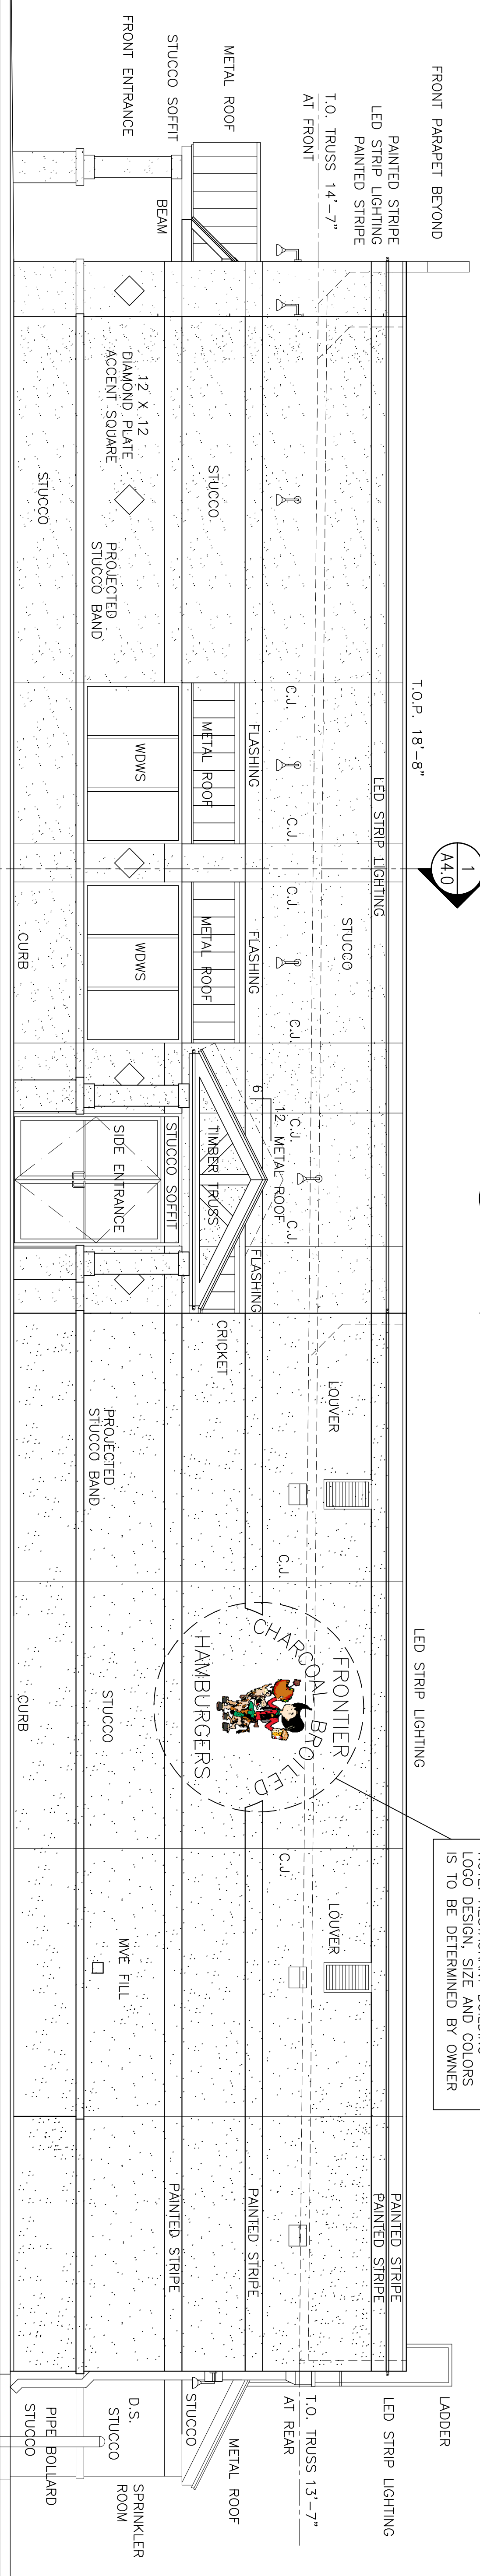 FRONT PARAPET BEYOND
PAINTED STRIPE
LED STRIP LIGHTING
PAINTED STRIPE
T.O. TRUSS 14'-7"
AT FRONT
METAL ROOF
STUCCO SOFFIT
FRONT ENTRANCE
BEAM
12 X 12
DIAMOND PLATE
ACCENT SQUARE
STUCCO
STUCCO
PROJECTED
STUCCO BAND
T.O.P. 18'-8"
LED STRIP LIGHTING
C.J.
FLASHING
METAL ROOF
WDWS
C.J.
1
A4.0
STUCCO
C.J.
FLASHING
METAL ROOF
WDWS
CURB
C.J.
6
12 METAL ROOF
C.J.
C.J.
TIMBER TRUSS
STUCCO SOFFIT
SIDE ENTRANCE
FLASHING
CRICKET
LOUVER
PROJECTED
STUCCO BAND
C.J.
LED STRIP LIGHTING
FRONTIER
CHARCOAL BROILED
HAMBURGERS
STUCCO
CURB
LOGO DESIGN, SIZE AND COLORS
IS TO BE DETERMINED BY OWNER
C.J.
LOUVER
MVE FILL
PAINTED STRIPE
PAINTED STRIPE
PAINTED STRIPE
PAINTED STRIPE
LADDER
LED STRIP LIGHTING
T.O. TRUSS 13'-7"
AT REAR
METAL ROOF
STUCCO
D.S.
STUCCO
SPRINKLER
ROOM
PIPE BOLLARD
STUCCO